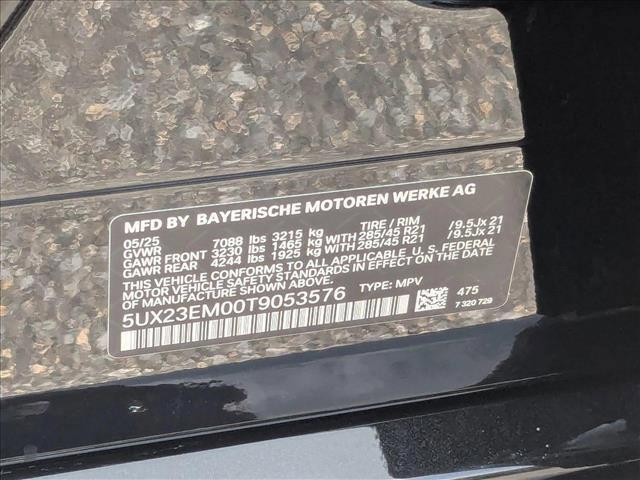 MFD BY BAYERISCHE MOTOREN WERKE AG
05/25 7088 lbs 3215 kg TIRE / RIM
GVWR
GAWR FRONT 3230 lbs 1465 kg WITH 285/45 R21 / 9.5Jx 21
GAWR REAR 4244 lbs 1925 kg WITH 285/45 R21 / 9.5Jx 21
THIS VEHICLE CONFORMS TO ALL APPLICABLE U. S. FEDERAL
MOTOR VEHICLE SAFETY STANDARDS IN EFFECT ON THE DATE
OF MANUFACTURE SHOWN ABOVE.
5UX23EM00T9053576 TYPE: MPV
475
7 320 729